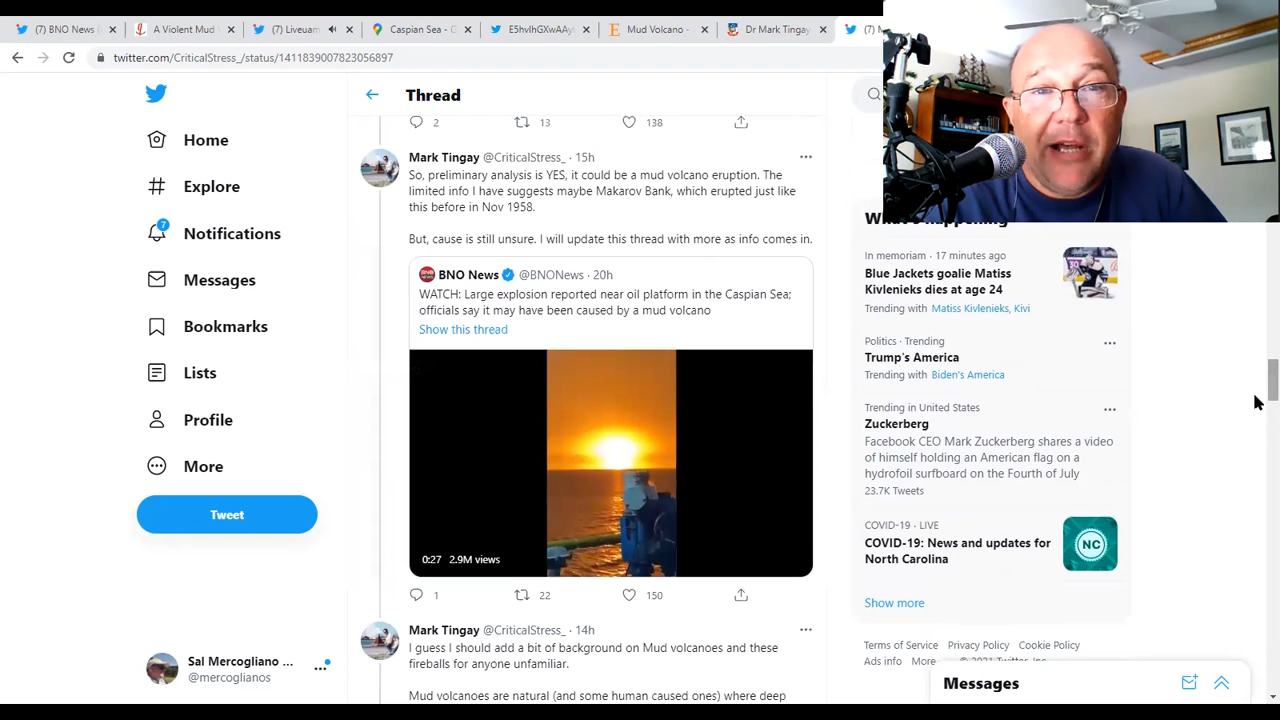 (7) BNO News
A Violent Mud
(7) Liveuam
Caspian Sea - G
E5hvIhGXwAAy
Mud Volcano -
Dr Mark Tingay
twitter.com/CriticalStress_/status/1411839007823056897
Home
Explore
7
Notifications
Messages
Bookmarks
Lists
Profile
More
Tweet
Sal Mercogliano ...
@mercoglianos
Thread
2
13
138
Mark Tingay @CriticalStress_ · 15h
So, preliminary analysis is YES, it could be a mud volcano eruption. The
limited info I have suggests maybe Makarov Bank, which erupted just like
this before in Nov 1958.
But, cause is still unsure. I will update this thread with more as info comes in.
BNO News @BNONews · 20h
WATCH: Large explosion reported near oil platform in the Caspian Sea;
officials say it may have been caused by a mud volcano
Show this thread
0:27 2.9M views
1
22
150
Mark Tingay @CriticalStress_ · 14h
I guess I should add a bit of background on Mud volcanoes and these
fireballs for anyone unfamiliar.
Mud volcanoes are natural (and some human caused ones) where deep
What's happening
In memoriam · 17 minutes ago
Blue Jackets goalie Matiss
Kivlenieks dies at age 24
Trending with Matiss Kivlenieks, Kivi
Politics · Trending
Trump's America
Trending with Biden's America
Trending in United States
Zuckerberg
Facebook CEO Mark Zuckerberg shares a video
of himself holding an American flag on a
hydrofoil surfboard on the Fourth of July
23.7K Tweets
COVID-19 · LIVE
COVID-19: News and updates for
North Carolina
NC
Show more
Terms of Service Privacy Policy Cookie Policy
Ads info More © 2021 Twitter, Inc.
Messages